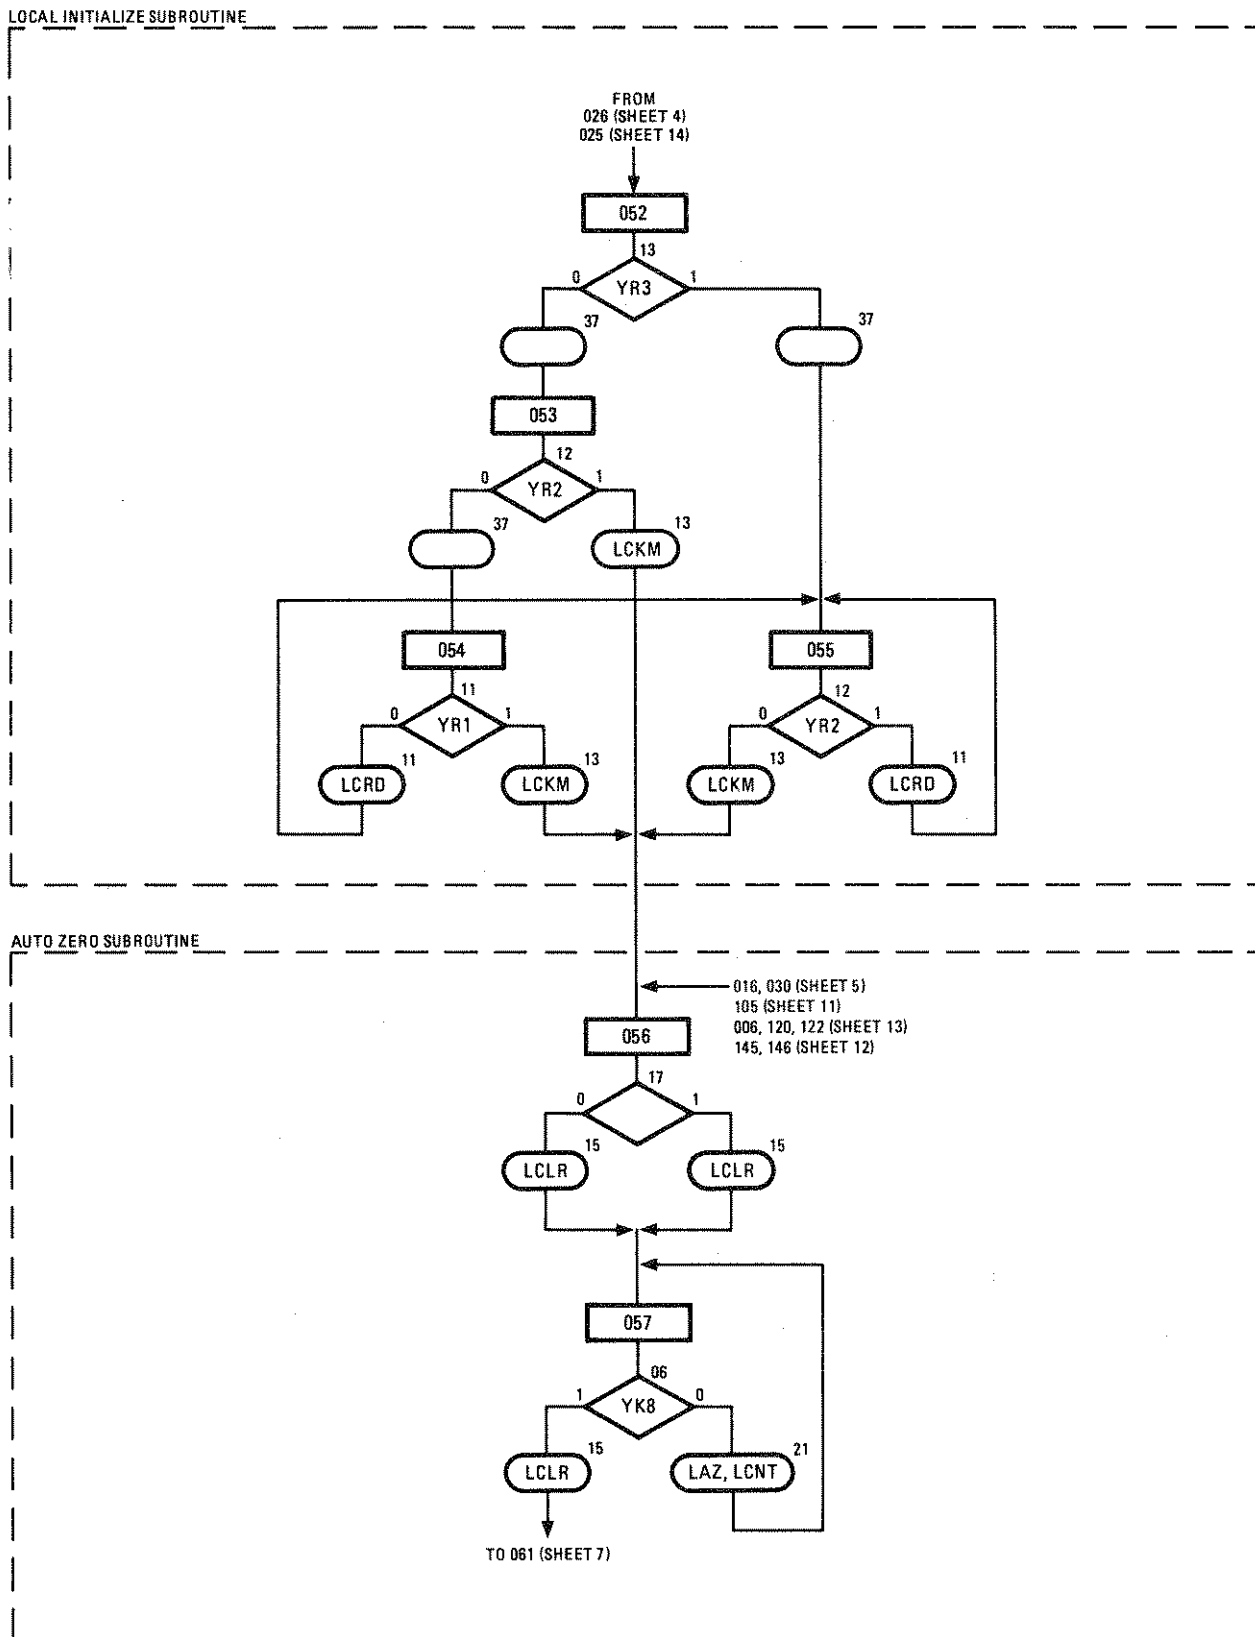 LOCAL INITIALIZE SUBROUTINE
FROM
026 (SHEET 4)
025 (SHEET 14)
052
13
0
YR3
1
37
37
053
12
0
YR2
1
37
13
LCKM
054
055
11
0
YR1
1
12
0
YR2
1
11
LCRD
13
LCKM
13
LCKM
11
LCRD
AUTO ZERO SUBROUTINE
016, 030 (SHEET 5)
105 (SHEET 11)
006, 120, 122 (SHEET 13)
145, 146 (SHEET 12)
056
17
0
1
15
LCLR
15
LCLR
057
06
1
YK8
0
15
LCLR
21
LAZ, LCNT
TO 061 (SHEET 7)